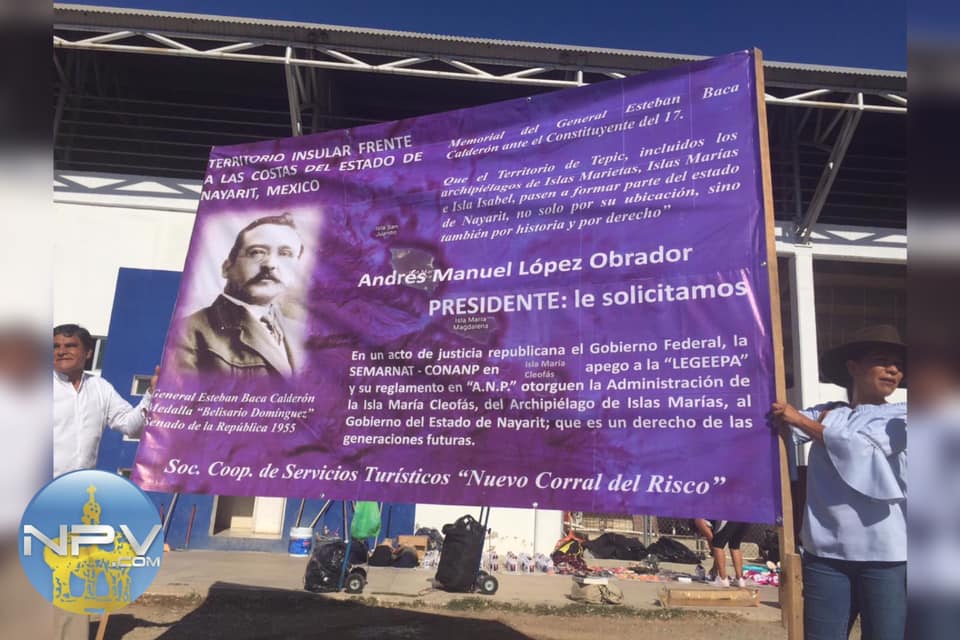 TERRITORIO INSULAR FRENTE
A LAS COSTAS DEL ESTADO DE
NAYARIT, MEXICO
Memorial del General Esteban Baca
Calderón ante el Constituyente del 17.
Que el Territorio de Tepic, incluidos los
archipiélagos de Islas Marietas, Islas Marías
e Isla Isabel, pasen a formar parte del estado
de Nayarit, no solo por su ubicación, sino
también por historia y por derecho"
Isla San
Juanito
Andrés Manuel López Obrador
PRESIDENTE: le solicitamos
Isla María
Magdalena
En un acto de justicia republicana el Gobierno Federal, la
SEMARNAT - CONANP en apego a la "LEGEEPA"
Isla María
Cleofás
y su reglamento en "A.N.P." otorguen la Administración de
la Isla María Cleofás, del Archipiélago de Islas Marías, al
Gobierno del Estado de Nayarit; que es un derecho de las
generaciones futuras.
General Esteban Baca Calderón
Medalla "Belisario Domínguez"
Senado de la República 1955
Soc. Coop. de Servicios Turísticos "Nuevo Corral del Risco"
NPV
.COM